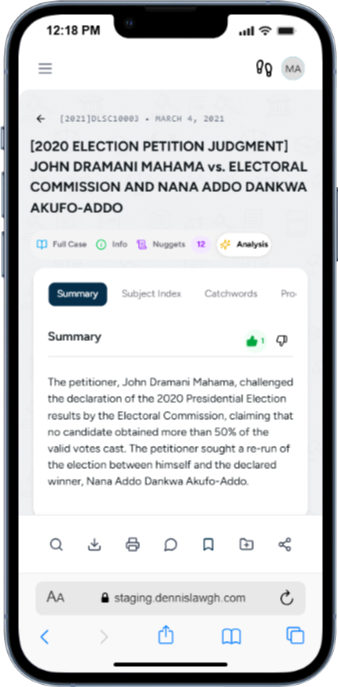 12:18 PM
MA
[2021]DLSC10003 • MARCH 4, 2021
[2020 ELECTION PETITION JUDGMENT]
JOHN DRAMANI MAHAMA vs. ELECTORAL
COMMISSION AND NANA ADDO DANKWA
AKUFO-ADDO
Full Case Info Nuggets 12 Analysis
Summary Subject Index Catchwords Pro-
Summary
1
The petitioner, John Dramani Mahama, challenged
the declaration of the 2020 Presidential Election
results by the Electoral Commission, claiming that
no candidate obtained more than 50% of the
valid votes cast. The petitioner sought a re-run of
the election between himself and the declared
winner, Nana Addo Dankwa Akufo-Addo.
AA staging.dennislawgh.com